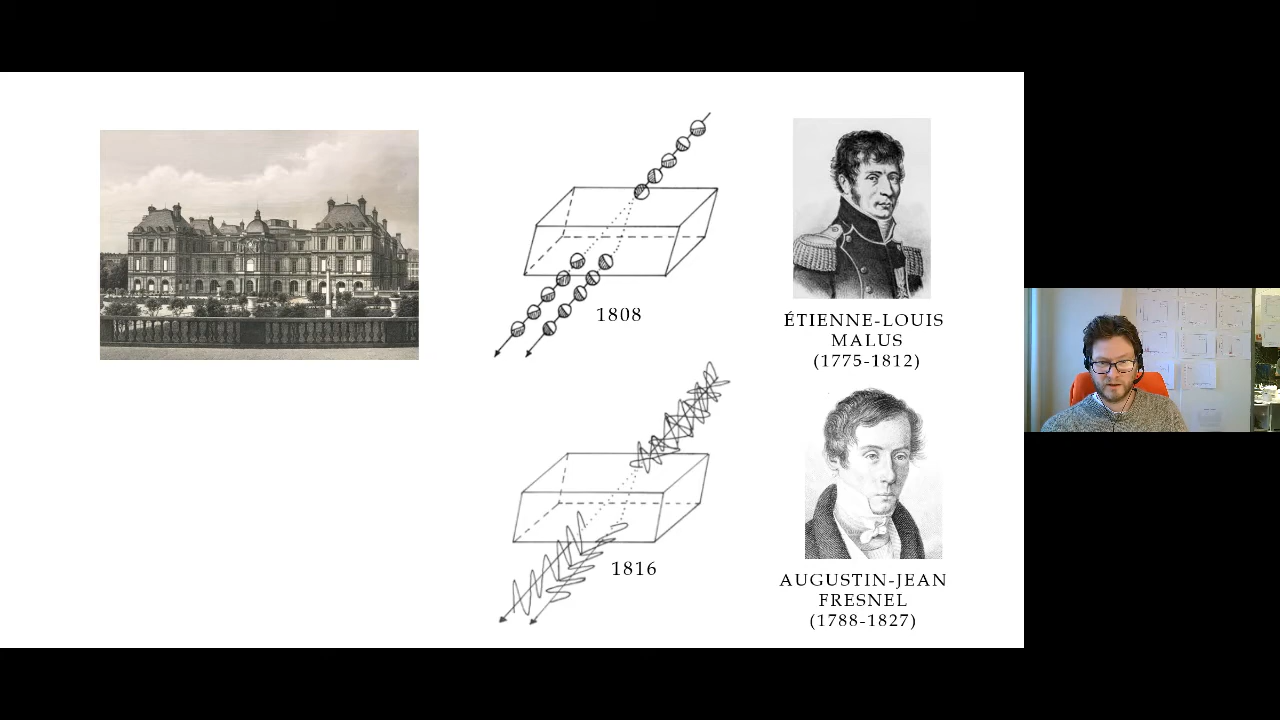 1808
ÉTIENNE-LOUIS
MALUS
(1775-1812)
1816
AUGUSTIN-JEAN
FRESNEL
(1788-1827)